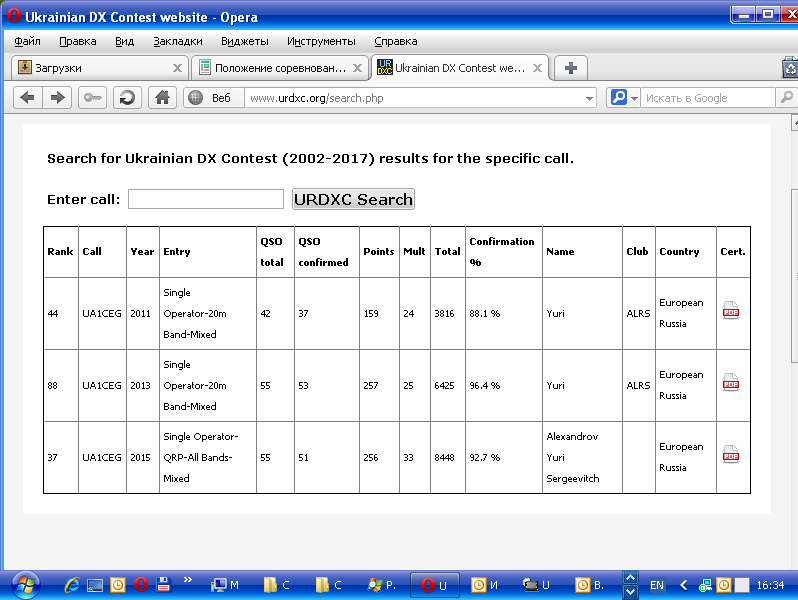 Ukrainian DX Contest website - Opera
Файл Правка Вид Закладки Виджеты Инструменты Справка
Загрузки
Положение соревнован...
UR DXC Ukrainian DX Contest we...
Веб www.urdxc.org/search.php Искать в Google
Search for Ukrainian DX Contest (2002-2017) results for the specific call.
Enter call: URDXC Search
Rank Call Year Entry QSO total QSO confirmed Points Mult Total Confirmation % Name Club Country Cert.
44 UA1CEG 2011 Single Operator-20m Band-Mixed 42 37 159 24 3816 88.1 % Yuri ALRS European Russia PDF
88 UA1CEG 2013 Single Operator-20m Band-Mixed 55 53 257 25 6425 96.4 % Yuri ALRS European Russia PDF
37 UA1CEG 2015 Single Operator-QRP-All Bands-Mixed 55 51 256 33 8448 92.7 % Alexandrov Yuri Sergeevitch European Russia PDF
» М С С Р. U И U В. EN 16:34